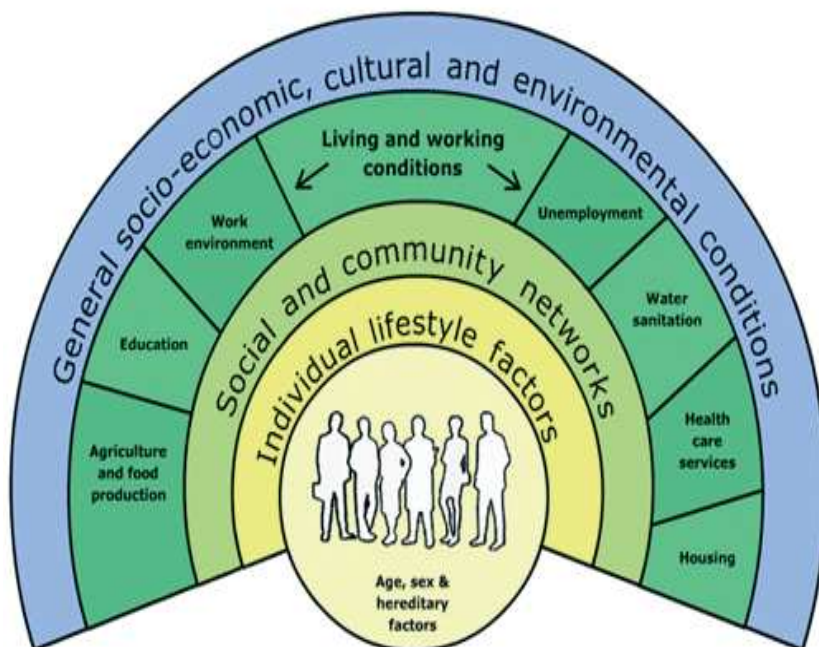 General socio-economic, cultural and environmental conditions
Living and working
conditions
Work
environment
Unemployment
Education
Water
sanitation
Agriculture
and food
production
Health
care
services
Housing
Social and community networks
Individual lifestyle factors
Age, sex &
hereditary
factors